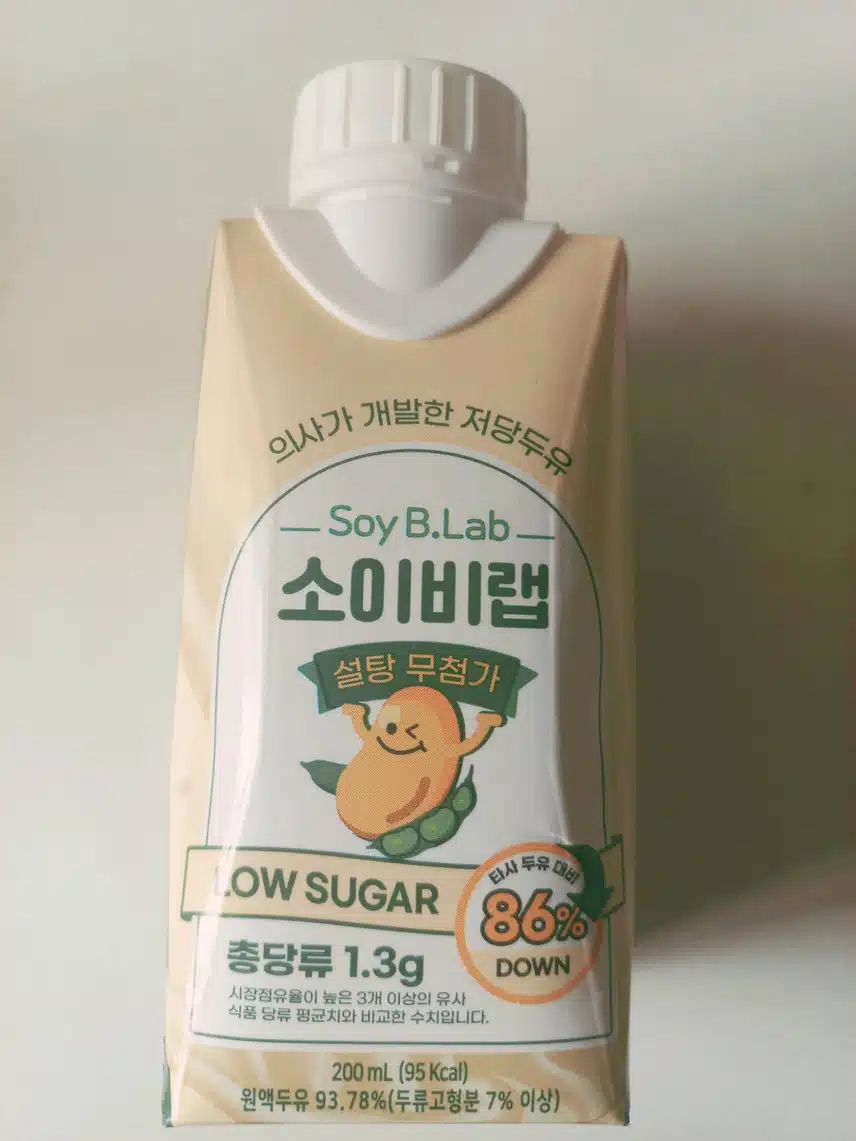 의사가 개발한 저당두유
Soy B.Lab
소이비랩
설탕 무첨가
LOW SUGAR
타사 두유 대비
86%
DOWN
총당류 1.3g
시장점유율이 높은 3개 이상의 유사
식품 당류 평균치와 비교한 수치입니다.
200 mL (95 Kcal)
원액두유 93.78%(두류고형분 7% 이상)